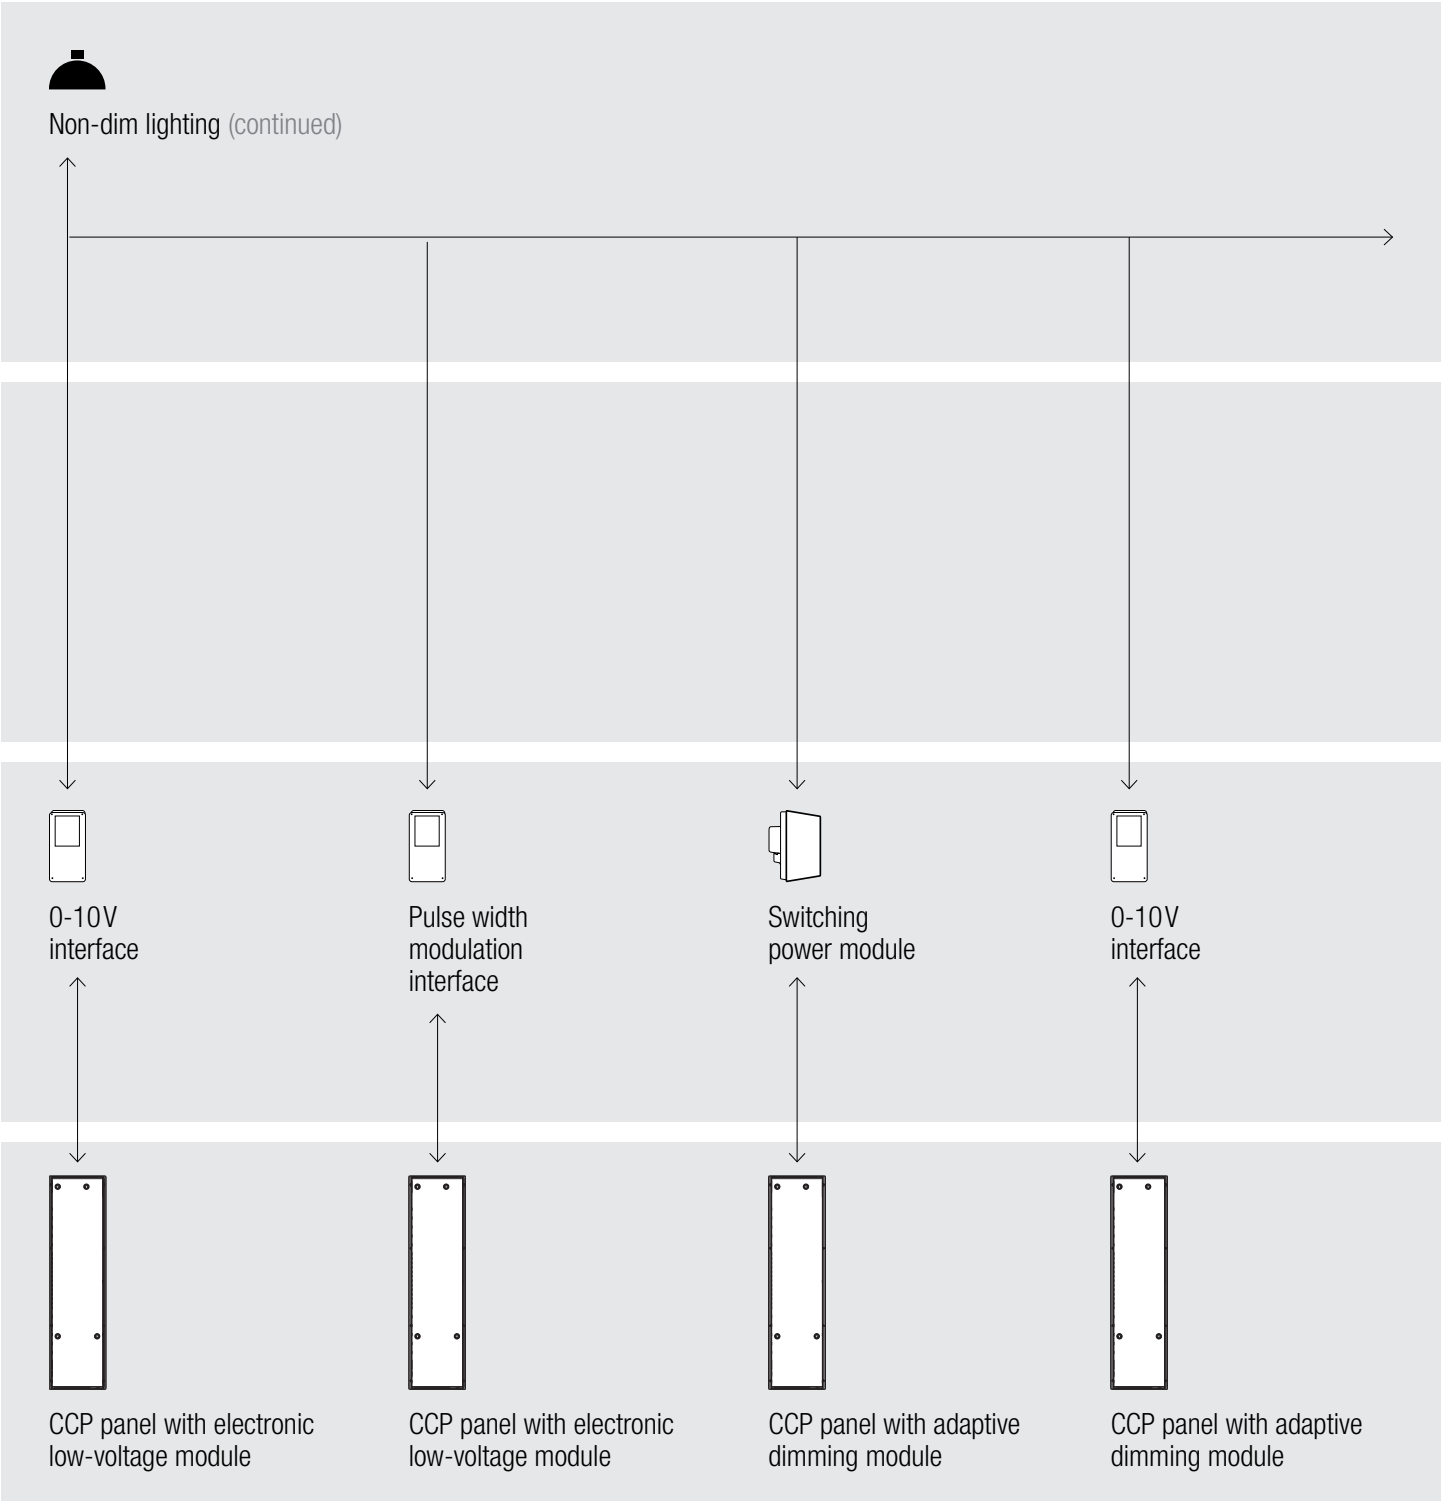 Non-dim lighting (continued)
0-10V
interface
Pulse width
modulation
interface
Switching
power module
0-10V
interface
CCP panel with electronic
low-voltage module
CCP panel with electronic
low-voltage module
CCP panel with adaptive
dimming module
CCP panel with adaptive
dimming module